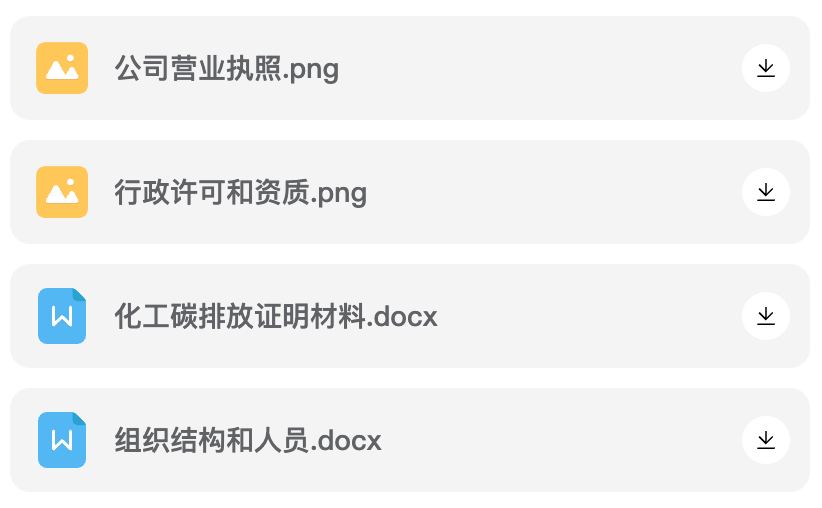 公司营业执照.png
行政许可和资质.png
化工碳排放证明材料.docx
组织结构和人员.docx